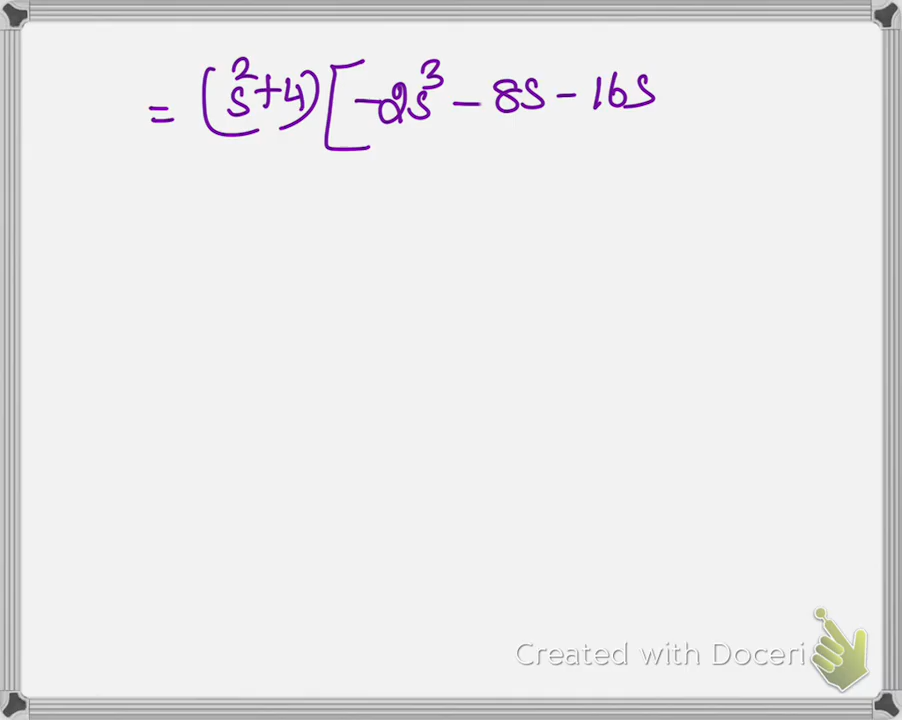 = (s²+4) [-2s³ - 8s - 16s
Created with Doceri